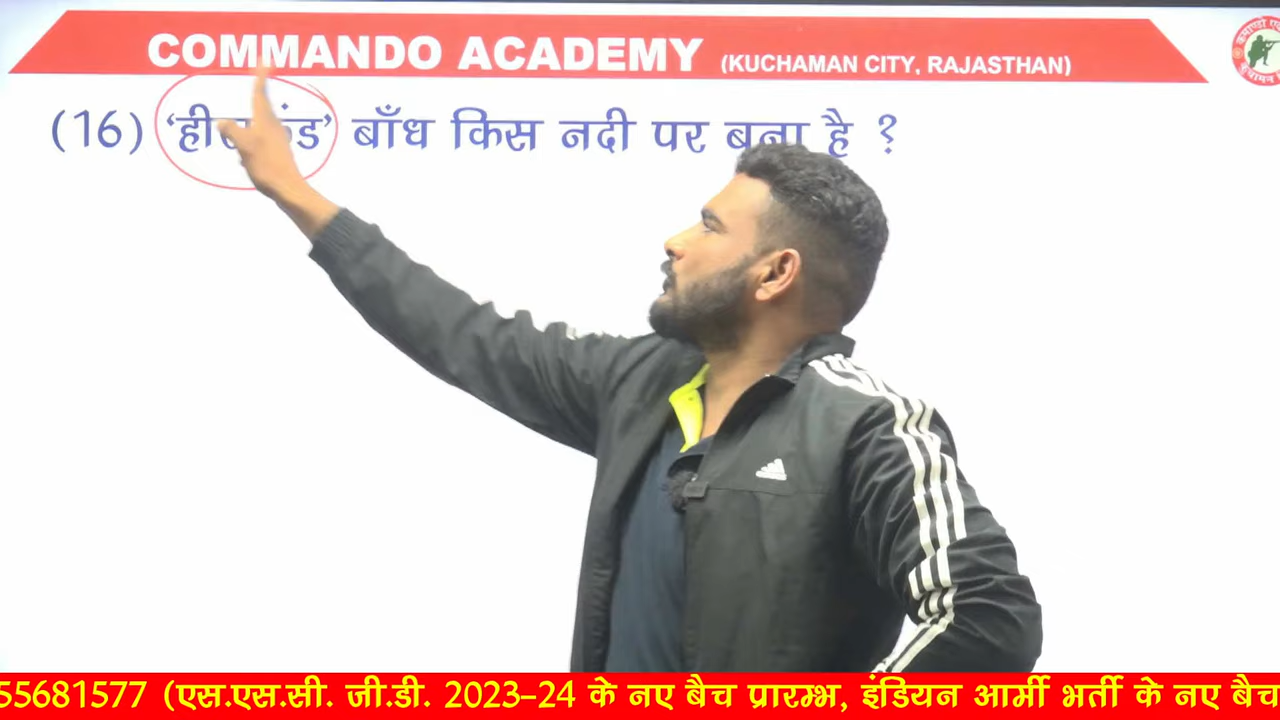 COMMANDO ACADEMY (KUCHAMAN CITY, RAJASTHAN)
(16) बाँध किस नदी पर बना है ?
55681577 (एस.एस.सी. जी.डी. 2023-24 के नए बैच प्रारम्भ, इंडियन आर्मी भर्ती के नए बैच